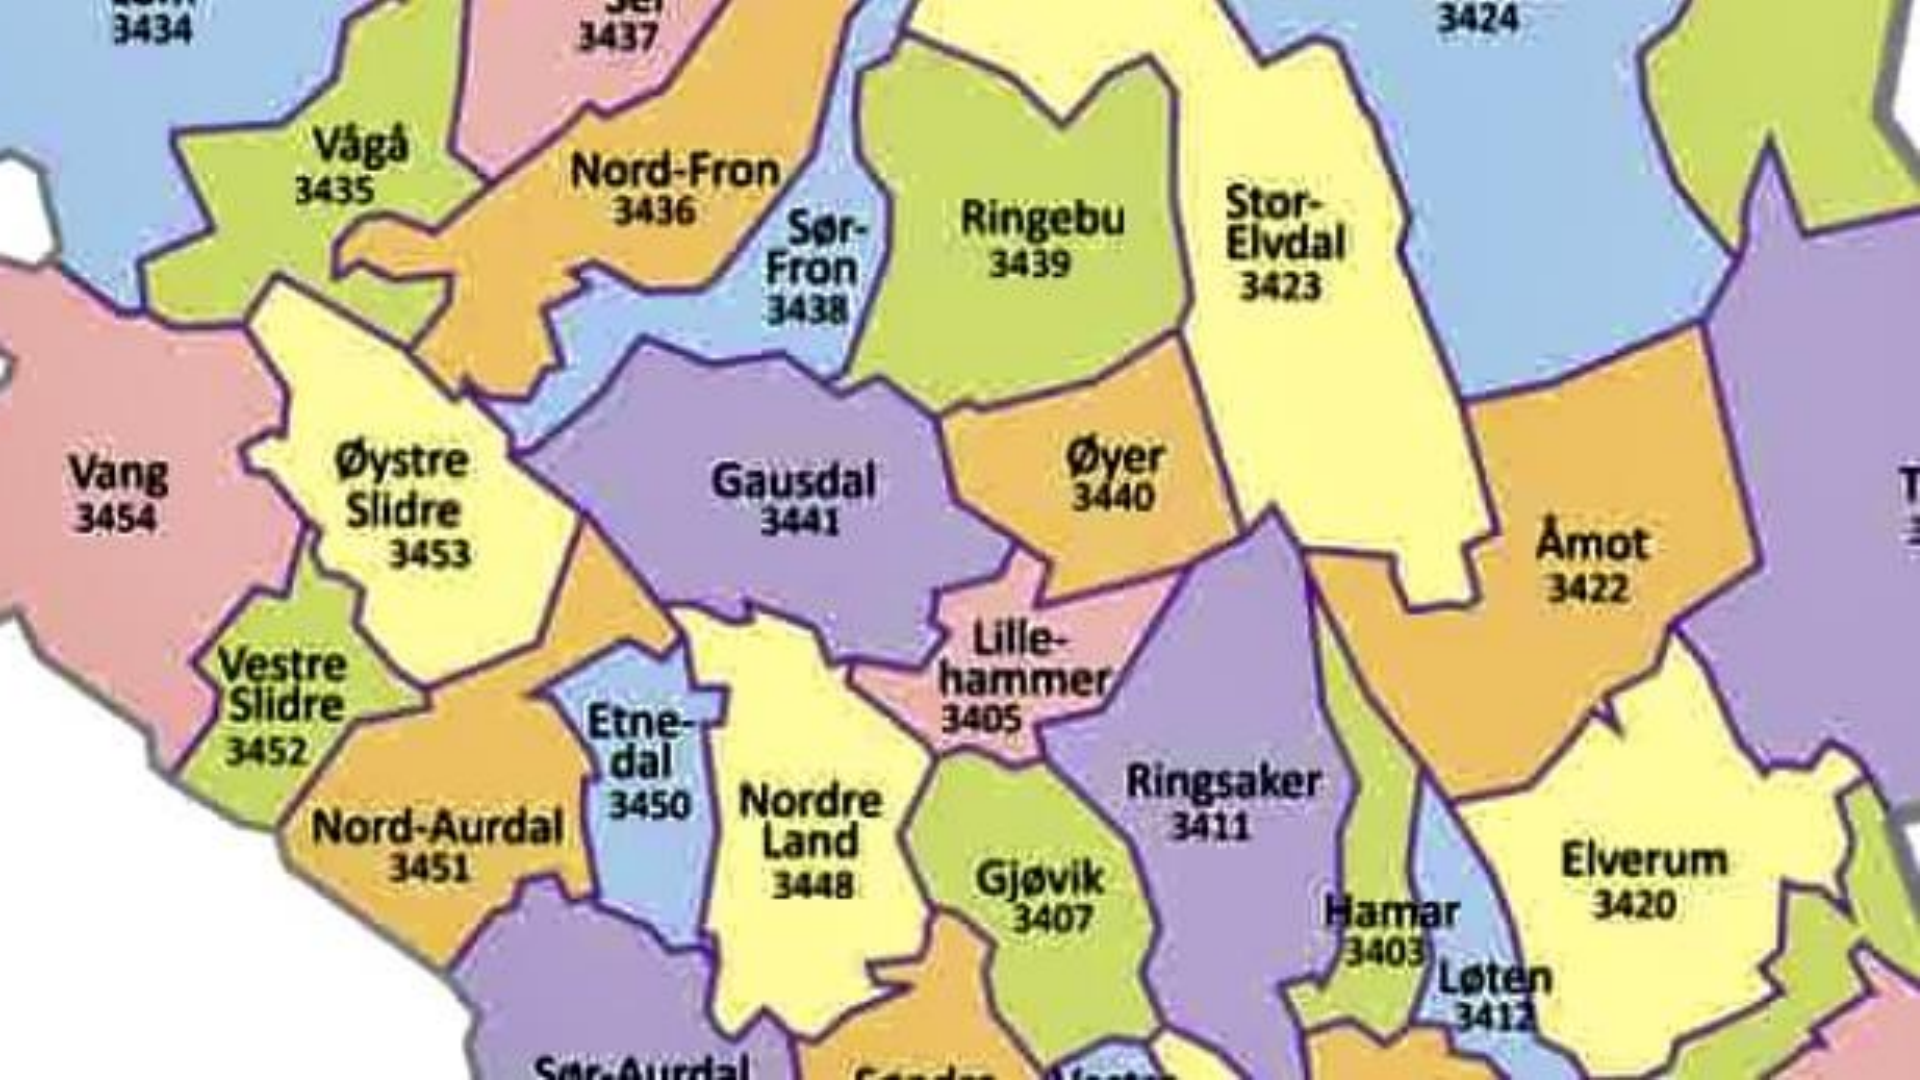 3434
3437
3424
Vågå
3435
Nord-Fron
3436
Sør-
Fron
3438
Ringebu
3439
Stor-
Elvdal
3423
Vang
3454
Øystre
Slidre
3453
Gausdal
3441
Øyer
3440
Åmot
3422
Vestre
Slidre
3452
Lille-
hammer
3405
Etne-
dal
3450
Nordre
Land
3448
Ringsaker
3411
Nord-Aurdal
3451
Gjøvik
3407
Hamar
3403
Løten
3412
Elverum
3420
Sør-Aurdal